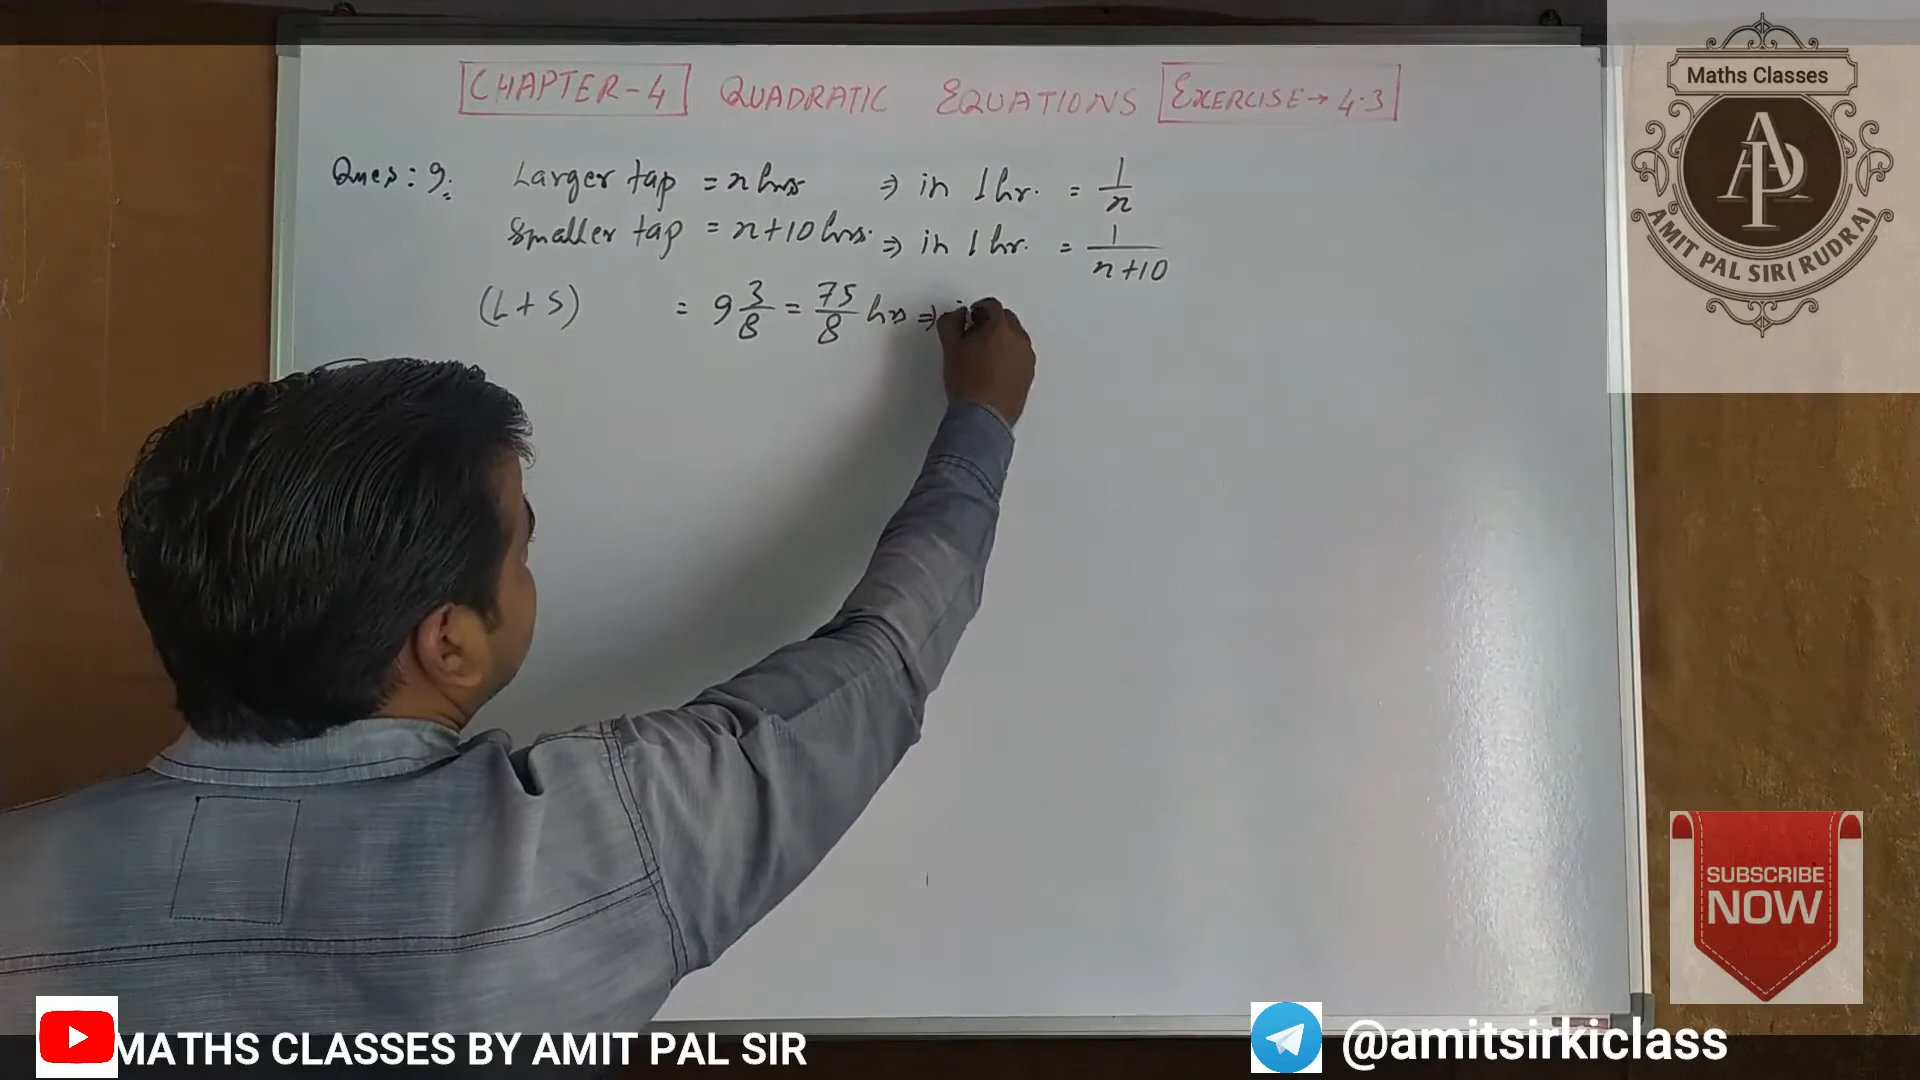 CHAPTER-4 QUADRATIC EQUATIONS EXERCISE → 4.3
Ques: 9. Larger tap = x hrs ⇒ in 1 hr. = 1/x
Smaller tap = x+10 hrs. ⇒ in 1 hr. = 1/x+10
(L + S) = 9 3/8 = 75/8 hrs ⇒
Maths Classes
AP
AMIT PAL SIR( RUDRA)
SUBSCRIBE
NOW
MATHS CLASSES BY AMIT PAL SIR
@amitsirkiclass